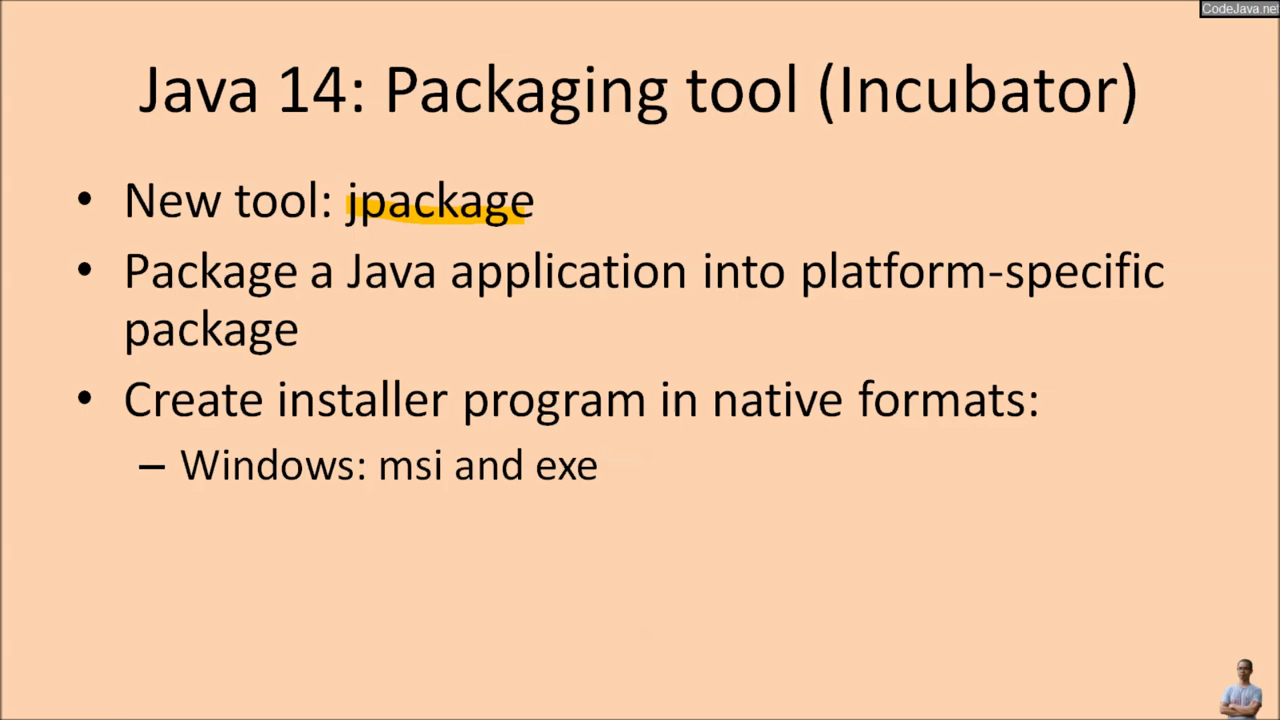 CodeJava.net
Java 14: Packaging tool (Incubator)
• New tool: jpackage
• Package a Java application into platform-specific
package
• Create installer program in native formats:
– Windows: msi and exe